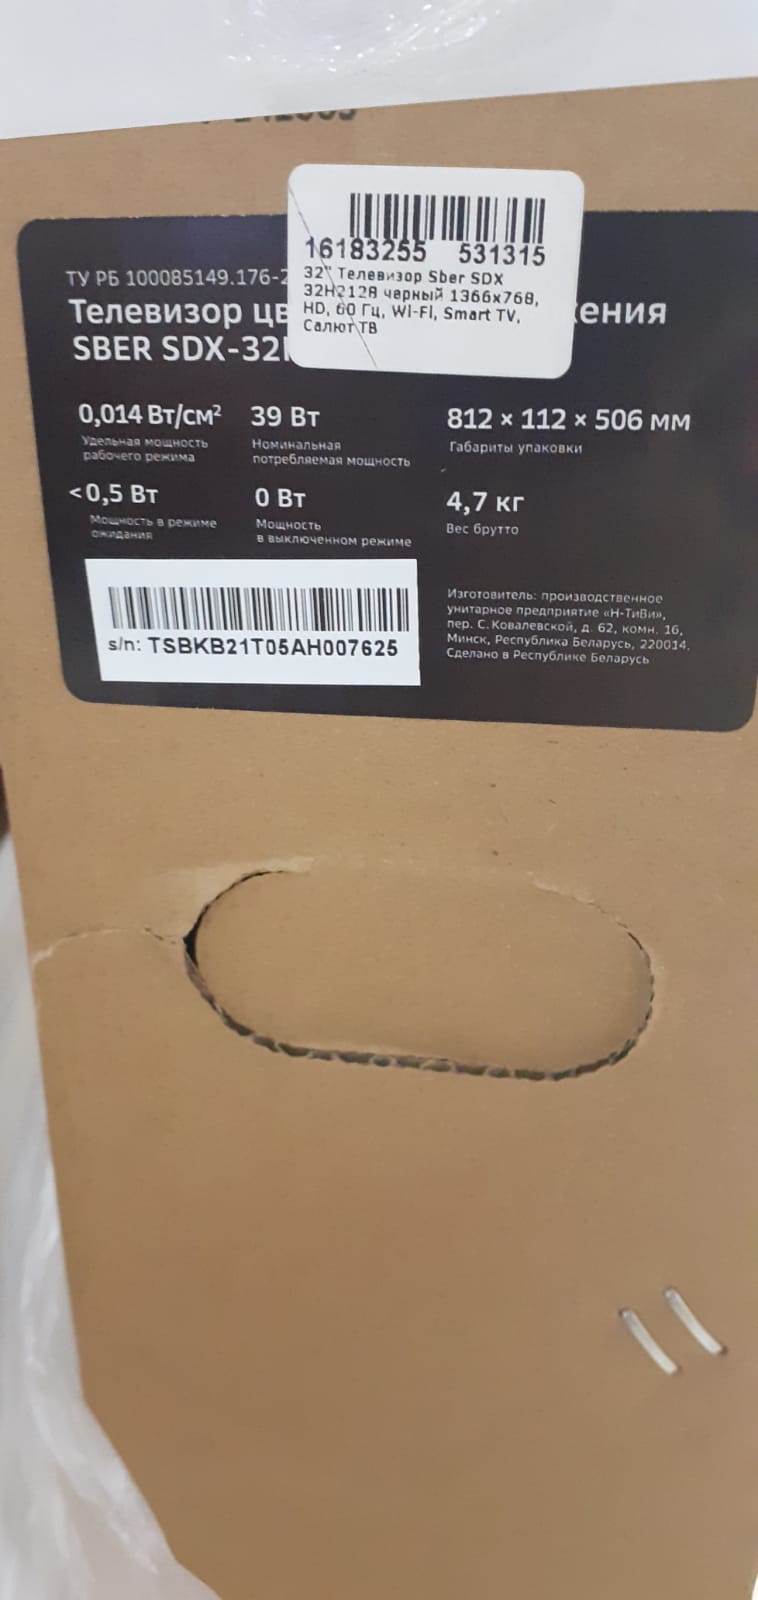 16183255 531315
32" Телевизор Sber SDX
32H2128 черный 1366x768,
HD, 60 Гц, WI-FI, Smart TV,
Салют ТВ
ТУ РБ 100085149.176-2
Телевизор цв ения
SBER SDX-32
0,014 Вт/см² 39 Вт 812 × 112 × 506 мм
Удельная мощность Номинальная Габариты упаковки
рабочего режима потребляемая мощность
<0,5 Вт 0 Вт 4,7 кг
Мощность в режиме Мощность Вес брутто
ожидания в выключенном режиме
s/n: TSBKB21T05AH007625
Изготовитель: производственное
унитарное предприятие «Н-ТиВи»,
пер. С. Ковалевской, д. 62, комн. 16,
Минск, Республика Беларусь, 220014.
Сделано в Республике Беларусь